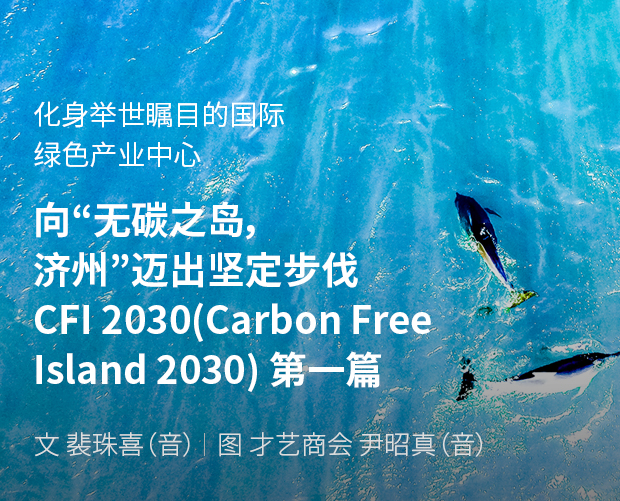 化身举世瞩目的国际
绿色产业中心
向“无碳之岛，
济州”迈出坚定步伐
CFI 2030(Carbon Free
Island 2030) 第一篇
文 裴珠喜（音）｜图 才艺商会 尹昭真（音）